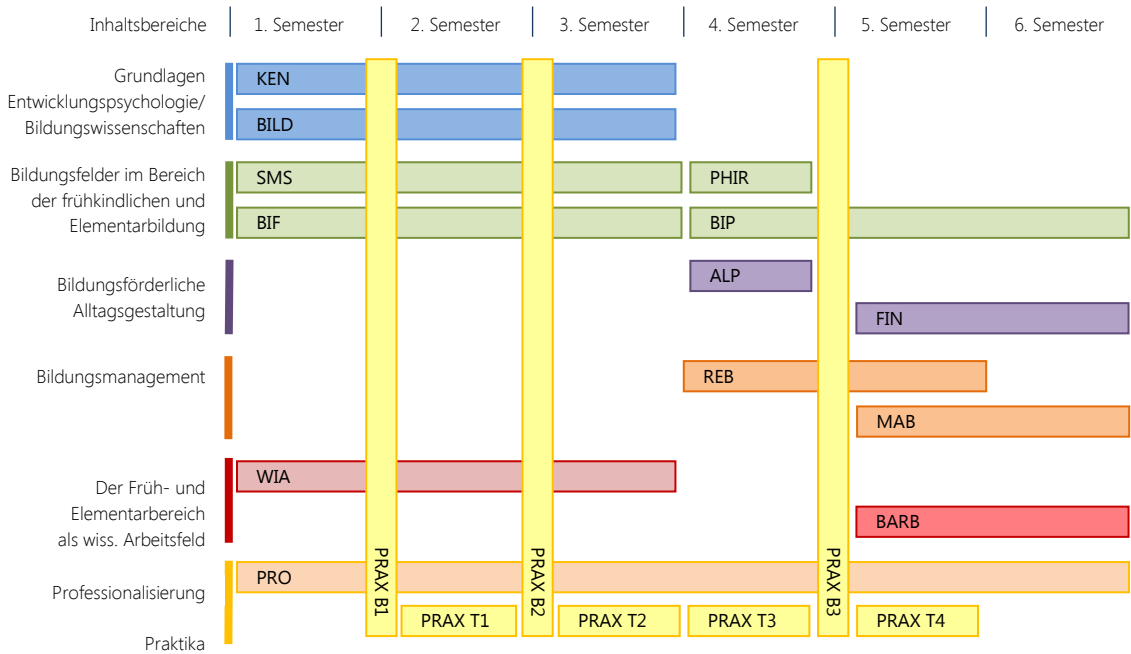 Inhaltsbereiche
1. Semester
2. Semester
3. Semester
4. Semester
5. Semester
6. Semester
Grundlagen
Entwicklungspsychologie/
Bildungswissenschaften
KEN
BILD
Bildungsfelder im Bereich
der frühkindlichen und
Elementarbildung
SMS
PHIR
BIF
BIP
Bildungsförderliche
Alltagsgestaltung
ALP
FIN
Bildungsmanagement
REB
MAB
Der Früh- und
Elementarbereich
als wiss. Arbeitsfeld
WIA
BARB
Professionalisierung
PRO
Praktika
PRAX B1
PRAX T1
PRAX B2
PRAX T2
PRAX T3
PRAX B3
PRAX T4